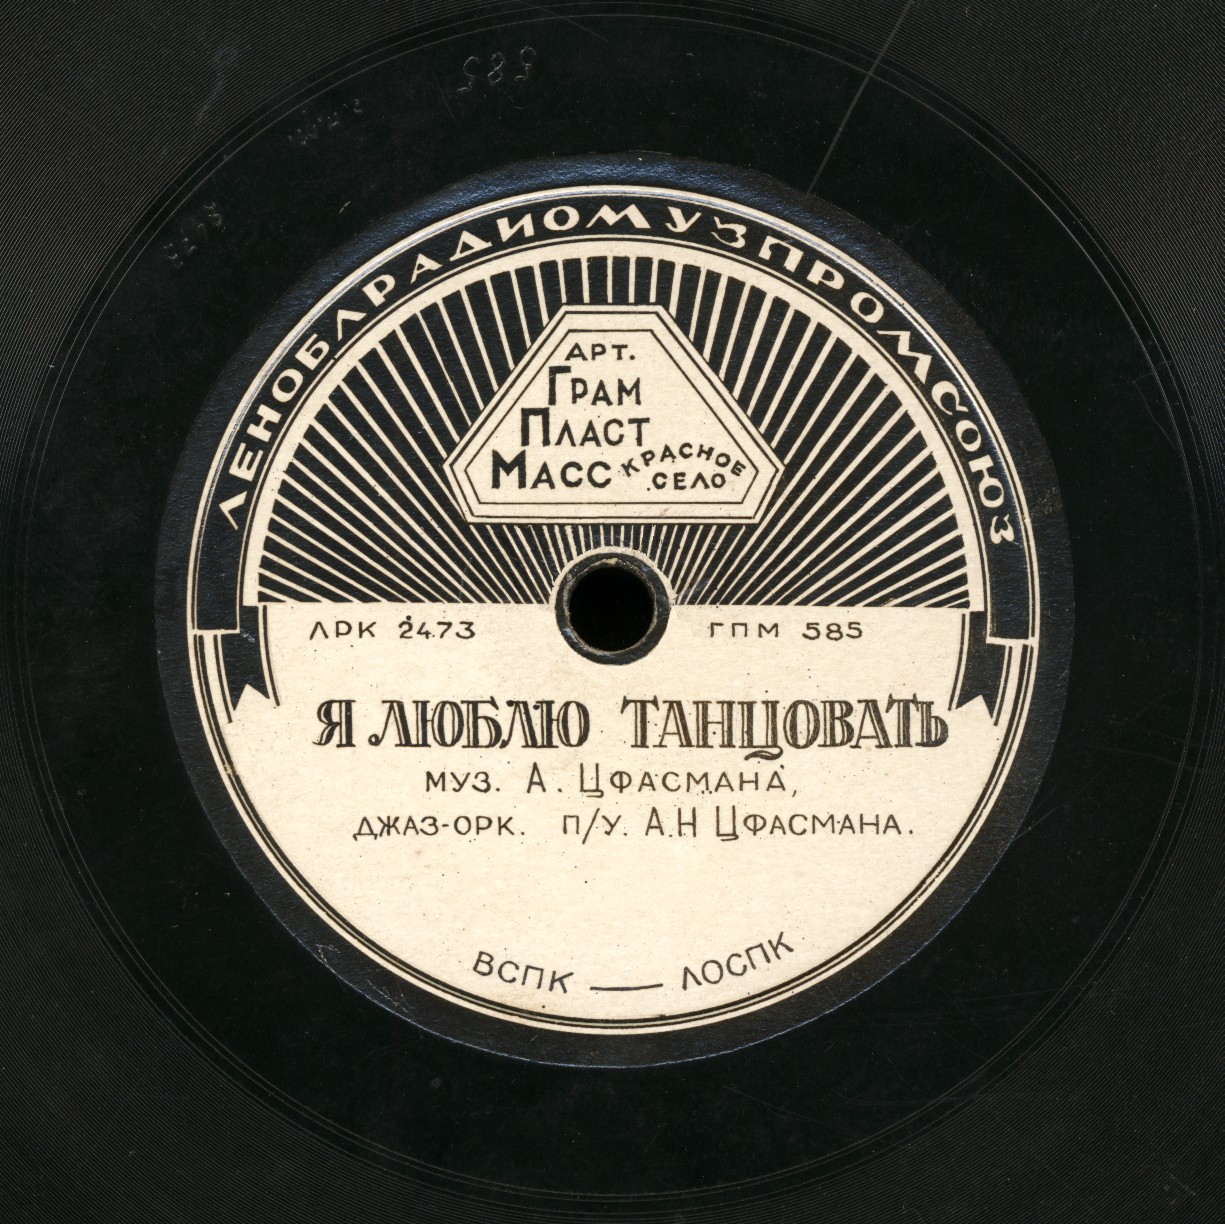 ЛЕНОБЛРАДИОМУЗПРОМСОЮЗ
АРТ.
ГРАМ
ПЛАСТ
МАСС
КРАСНОЕ
СЕЛО
ЛРК 2473
ГПМ 585
Я ЛЮБЛЮ ТАНЦОВАТЬ
МУЗ. А. ЦФАСМАНА,
ДЖАЗ-ОРК. П/У. А.Н ЦФАСМАНА.
ВСПК — ЛОСПК
585